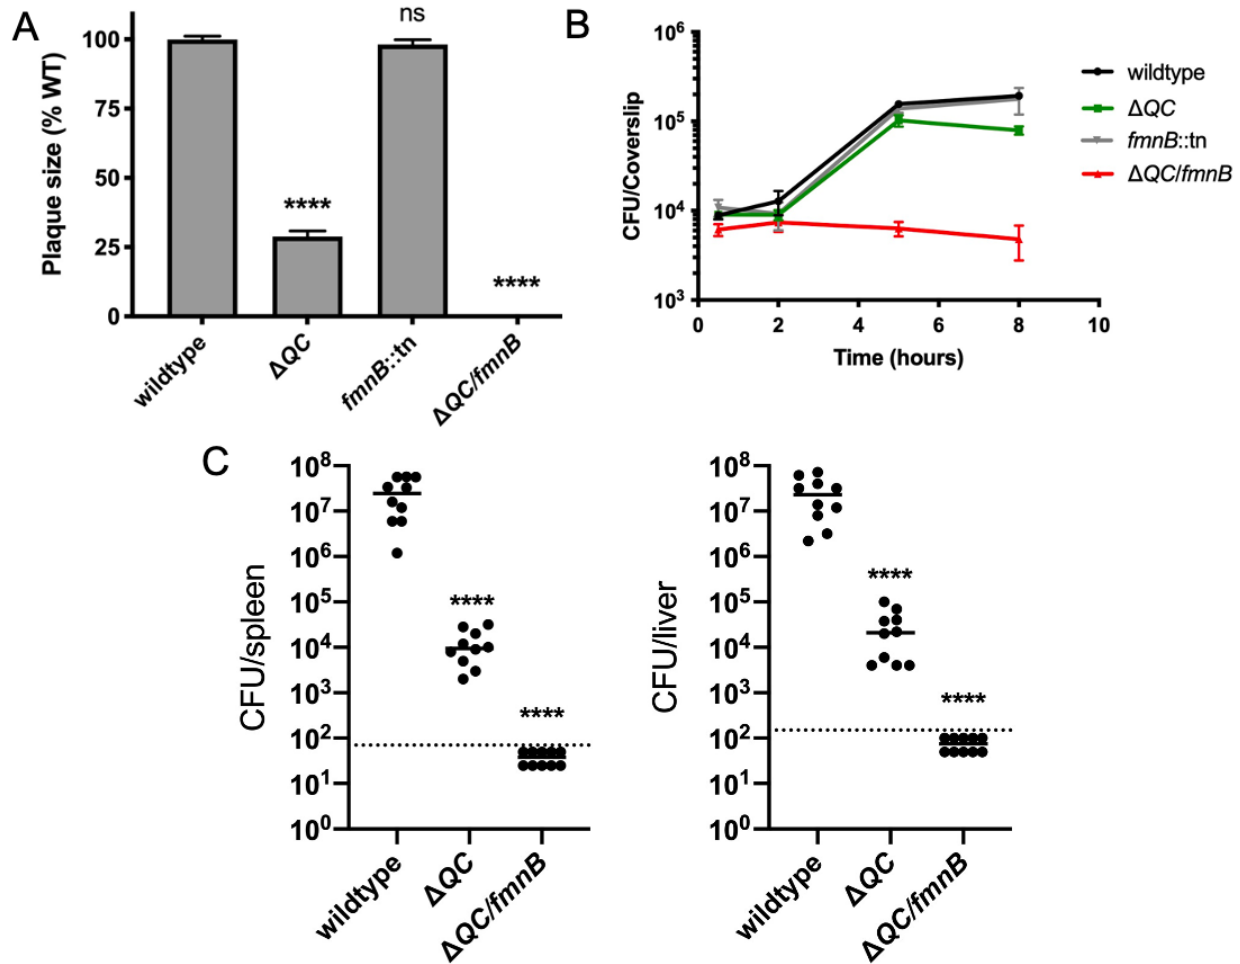 A
Plaque size (% WT)
100
75
50
25
0
****
ns
****
wildtype
ΔQC
fmnB::tn
ΔQC/fmnB
B
CFU/Coverslip
10⁶
10⁵
10⁴
10³
0
2
4
6
8
10
Time (hours)
wildtype
ΔQC
fmnB::tn
ΔQC/fmnB
C
CFU/spleen
10⁸
10⁷
10⁶
10⁵
10⁴
10³
10²
10¹
10⁰
****
****
wildtype
ΔQC
ΔQC/fmnB
CFU/liver
10⁸
10⁷
10⁶
10⁵
10⁴
10³
10²
10¹
10⁰
****
****
wildtype
ΔQC
ΔQC/fmnB